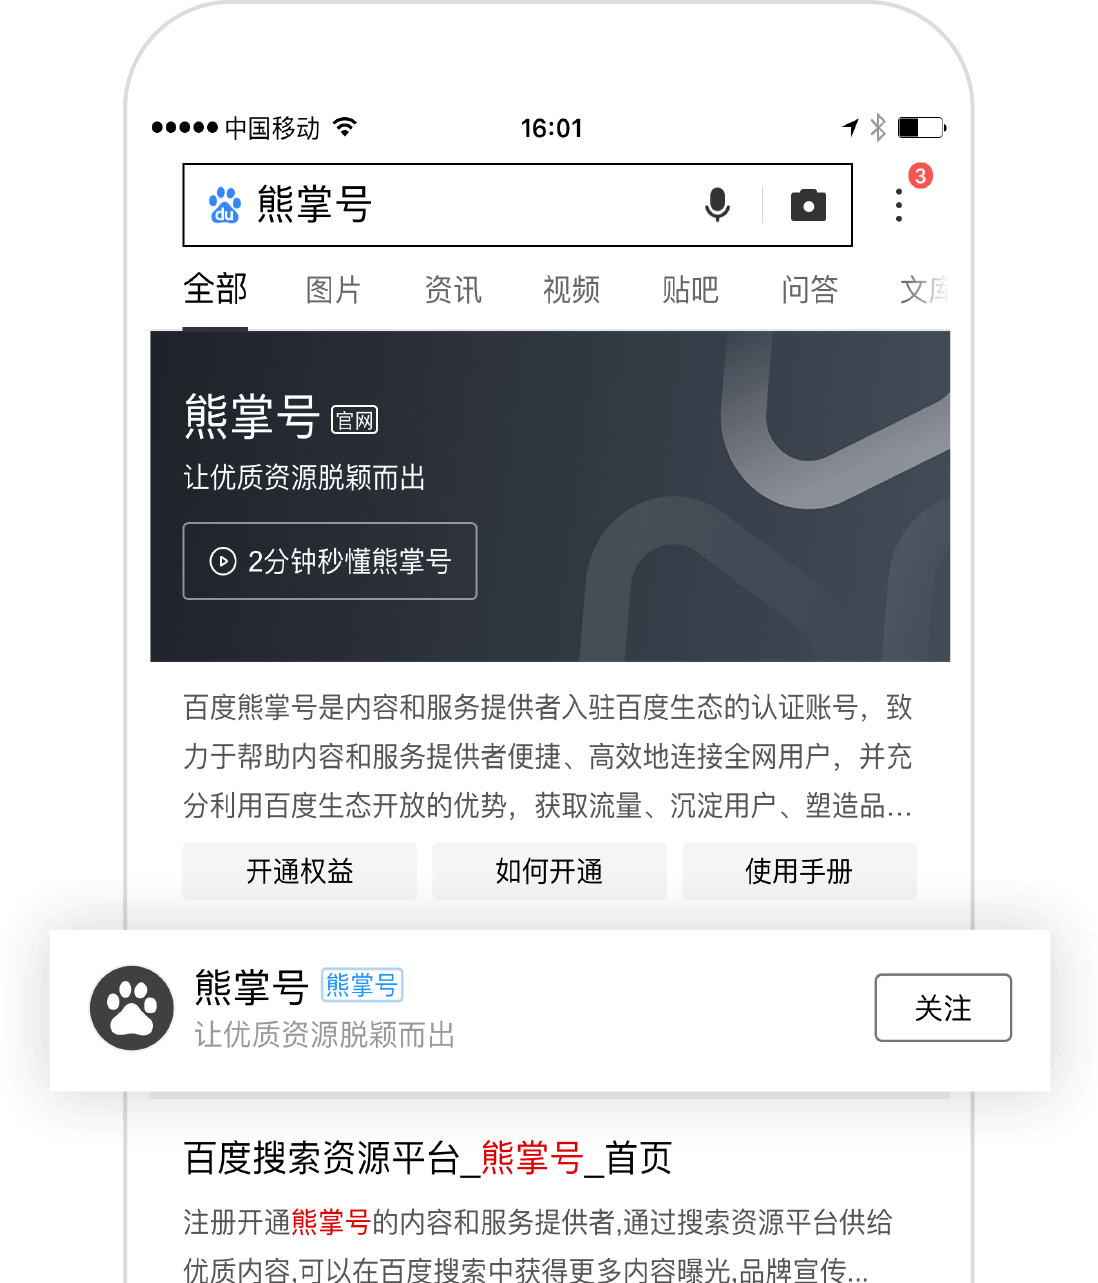 中国移动 16:01
du 熊掌号 3
全部 图片 资讯 视频 贴吧 问答 文库
熊掌号 官网
让优质资源脱颖而出
2分钟秒懂熊掌号
百度熊掌号是内容和服务提供者入驻百度生态的认证账号，致
力于帮助内容和服务提供者便捷、高效地连接全网用户，并充
分利用百度生态开放的优势，获取流量、沉淀用户、塑造品...
开通权益 如何开通 使用手册
熊掌号 熊掌号
让优质资源脱颖而出
关注
百度搜索资源平台_熊掌号_首页
注册开通熊掌号的内容和服务提供者,通过搜索资源平台供给
优质内容,可以在百度搜索中获得更多内容曝光,品牌宣传...